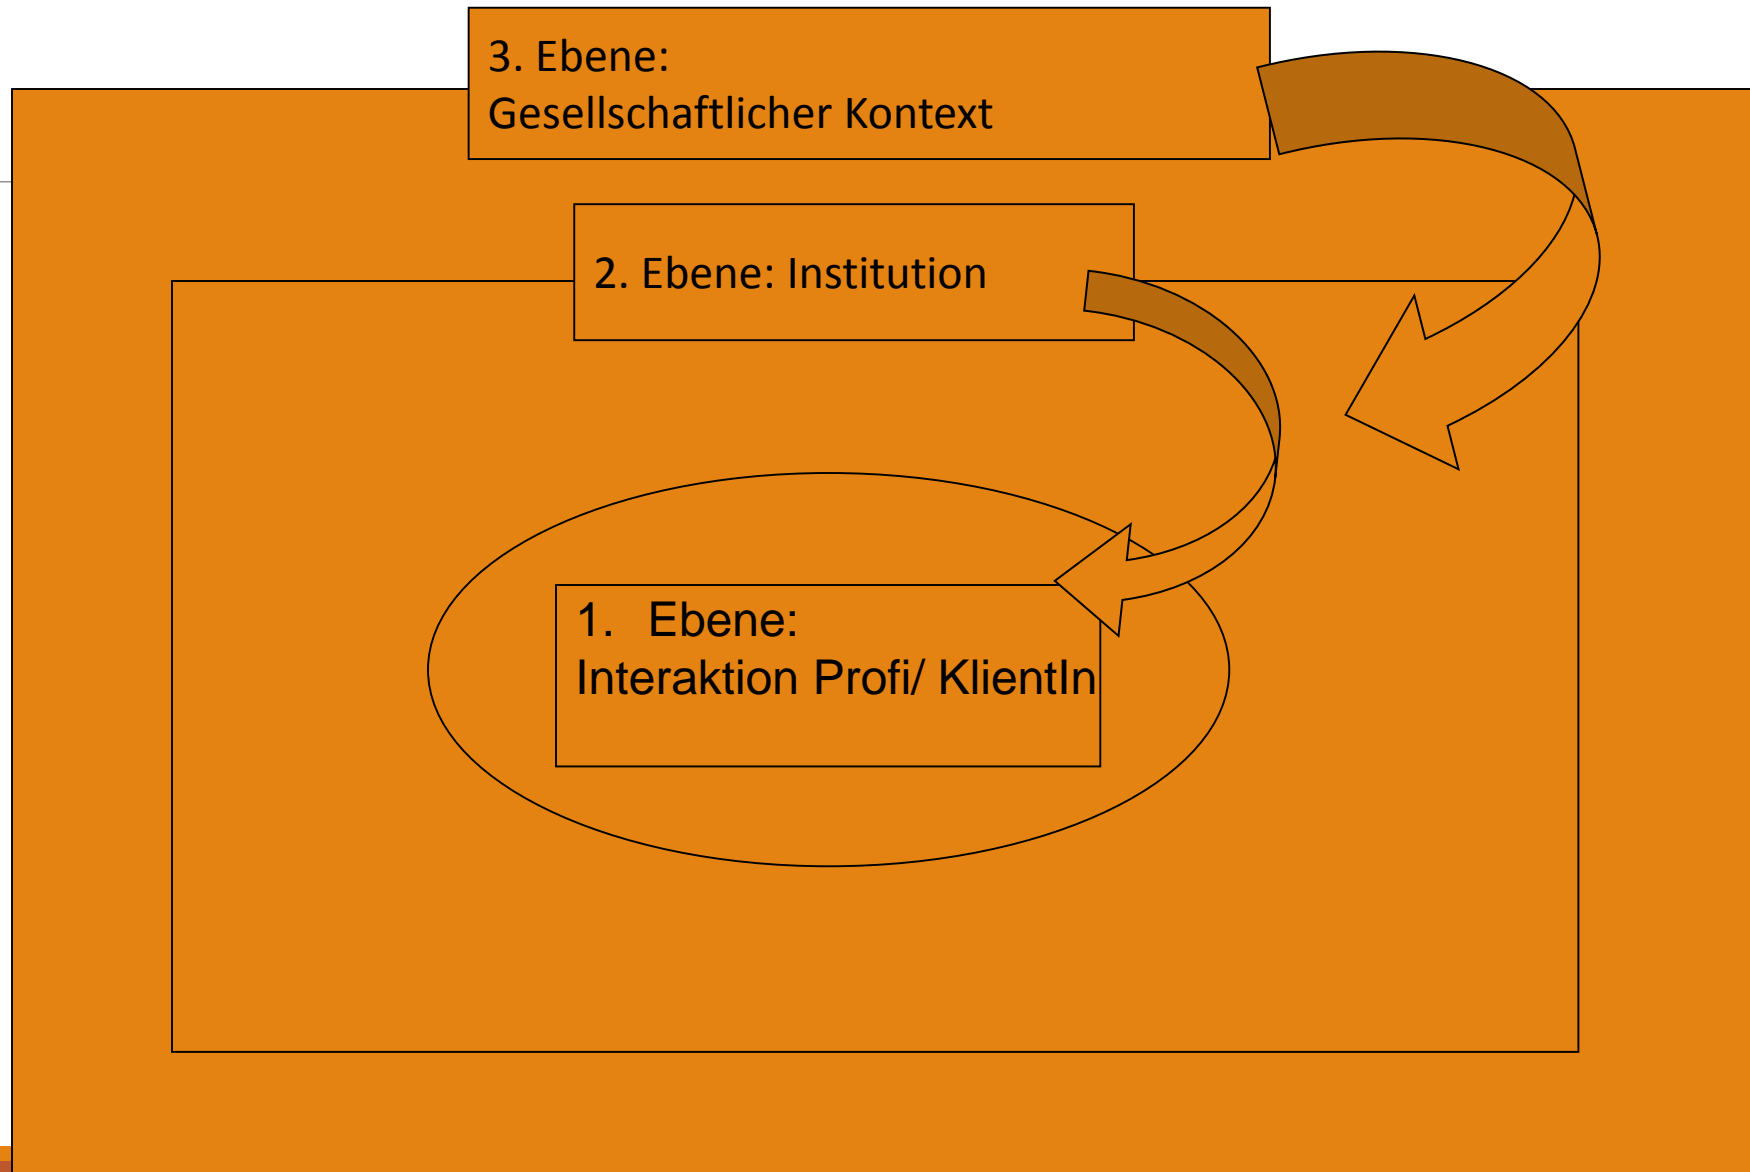 3. Ebene:
Gesellschaftlicher Kontext
2. Ebene: Institution
1. Ebene:
Interaktion Profi/ KlientIn